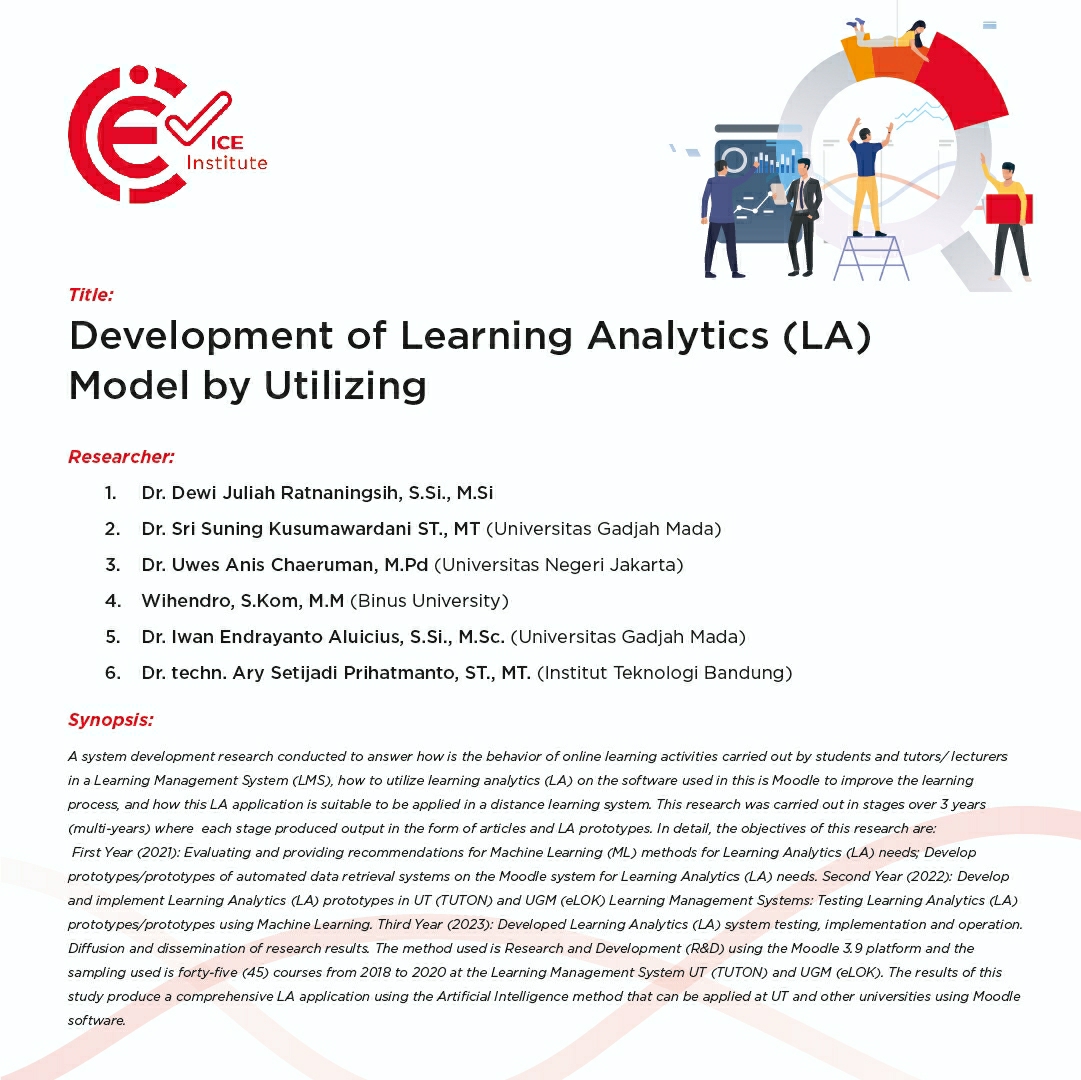 ICE
Institute
Title:
Development of Learning Analytics (LA)
Model by Utilizing
Researcher:
1. Dr. Dewi Juliah Ratnaningsih, S.Si., M.Si
2. Dr. Sri Suning Kusumawardani ST., MT (Universitas Gadjah Mada)
3. Dr. Uwes Anis Chaeruman, M.Pd (Universitas Negeri Jakarta)
4. Wihendro, S.Kom, M.M (Binus University)
5. Dr. Iwan Endrayanto Aluicius, S.Si., M.Sc. (Universitas Gadjah Mada)
6. Dr. techn. Ary Setijadi Prihatmanto, ST., MT. (Institut Teknologi Bandung)
Synopsis:
A system development research conducted to answer how is the behavior of online learning activities carried out by students and tutors/ lecturers
in a Learning Management System (LMS), how to utilize learning analytics (LA) on the software used in this is Moodle to improve the learning
process, and how this LA application is suitable to be applied in a distance learning system. This research was carried out in stages over 3 years
(multi-years) where each stage produced output in the form of articles and LA prototypes. In detail, the objectives of this research are:
First Year (2021): Evaluating and providing recommendations for Machine Learning (ML) methods for Learning Analytics (LA) needs; Develop
prototypes/prototypes of automated data retrieval systems on the Moodle system for Learning Analytics (LA) needs. Second Year (2022): Develop
and implement Learning Analytics (LA) prototypes in UT (TUTON) and UGM (eLOK) Learning Management Systems: Testing Learning Analytics (LA)
prototypes/prototypes using Machine Learning. Third Year (2023): Developed Learning Analytics (LA) system testing, implementation and operation.
Diffusion and dissemination of research results. The method used is Research and Development (R&D) using the Moodle 3.9 platform and the
sampling used is forty-five (45) courses from 2018 to 2020 at the Learning Management System UT (TUTON) and UGM (eLOK). The results of this
study produce a comprehensive LA application using the Artificial Intelligence method that can be applied at UT and other universities using Moodle
software.